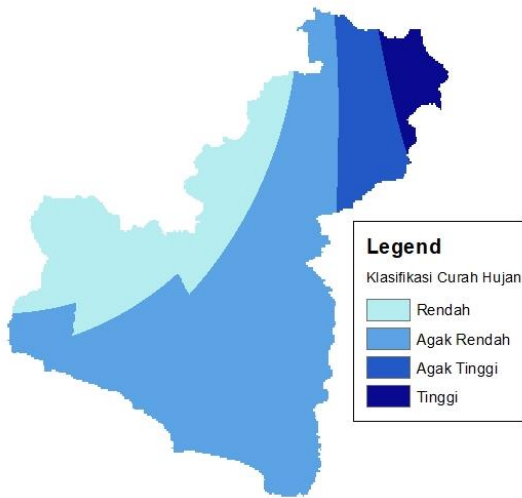 Legend
Klasifikasi Curah Hujan
Rendah
Agak Rendah
Agak Tinggi
Tinggi